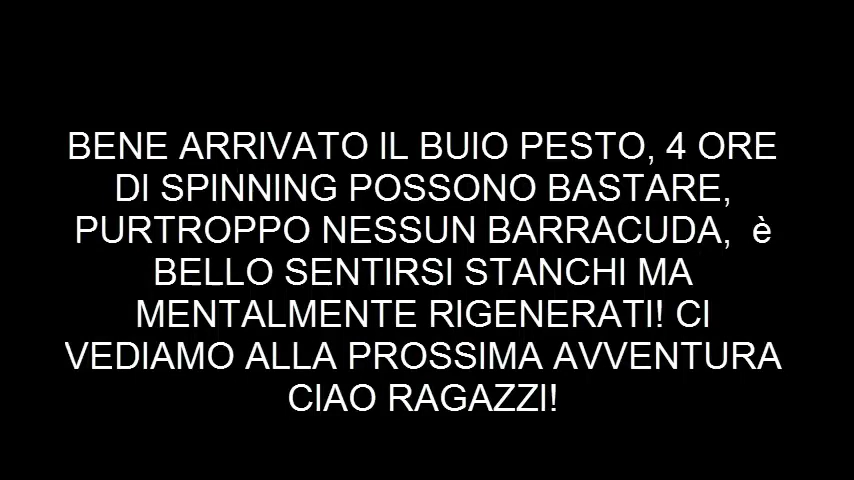 BENE ARRIVATO IL BUIO PESTO, 4 ORE
DI SPINNING POSSONO BASTARE,
PURTROPPO NESSUN BARRACUDA,  è
BELLO SENTIRSI STANCHI MA
MENTALMENTE RIGENERATI! CI
VEDIAMO ALLA PROSSIMA AVVENTURA
CIAO RAGAZZI!